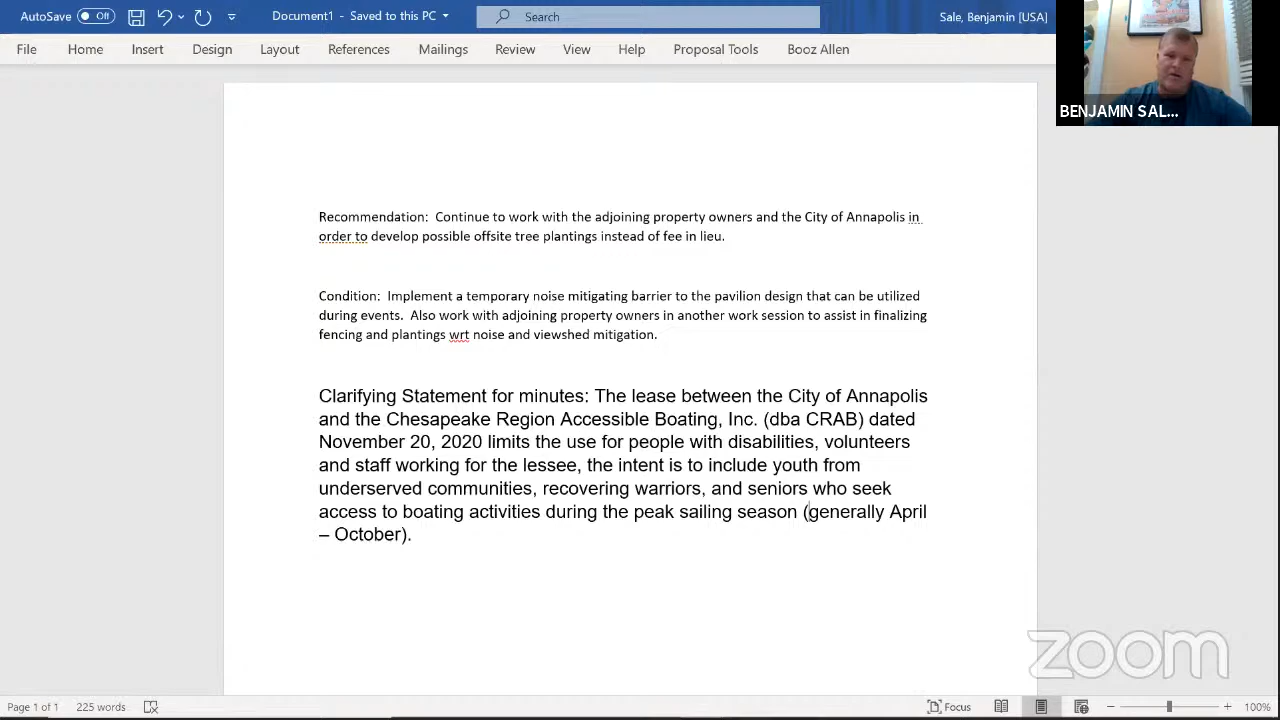 AutoSave Off Document1 - Saved to this PC Search Sale, Benjamin [USA]
File Home Insert Design Layout References Mailings Review View Help Proposal Tools Booz Allen
BENJAMIN SAL...
Recommendation: Continue to work with the adjoining property owners and the City of Annapolis in
order to develop possible offsite tree plantings instead of fee in lieu.
Condition: Implement a temporary noise mitigating barrier to the pavilion design that can be utilized
during events. Also work with adjoining property owners in another work session to assist in finalizing
fencing and plantings wrt noise and viewshed mitigation.
Clarifying Statement for minutes: The lease between the City of Annapolis
and the Chesapeake Region Accessible Boating, Inc. (dba CRAB) dated
November 20, 2020 limits the use for people with disabilities, volunteers
and staff working for the lessee, the intent is to include youth from
underserved communities, recovering warriors, and seniors who seek
access to boating activities during the peak sailing season (generally April
– October).
zoom
Page 1 of 1 225 words Focus 100%